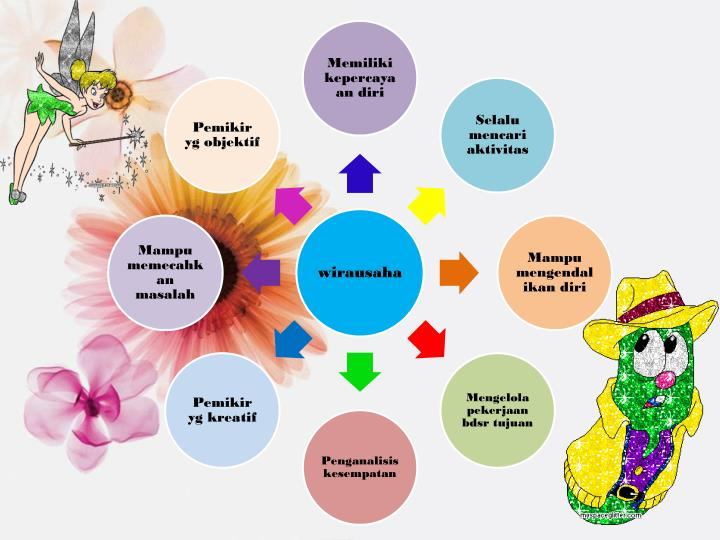 Memiliki
kepercaya
an diri
Selalu
mencari
aktivitas
Mampu
mengendal
ikan diri
Mengelola
pekerjaan
bdsr tujuan
Penganalisis
kesempatan
Pemikir
yg kreatif
Mampu
memecahk
an
masalah
Pemikir
yg objektif
wirausaha